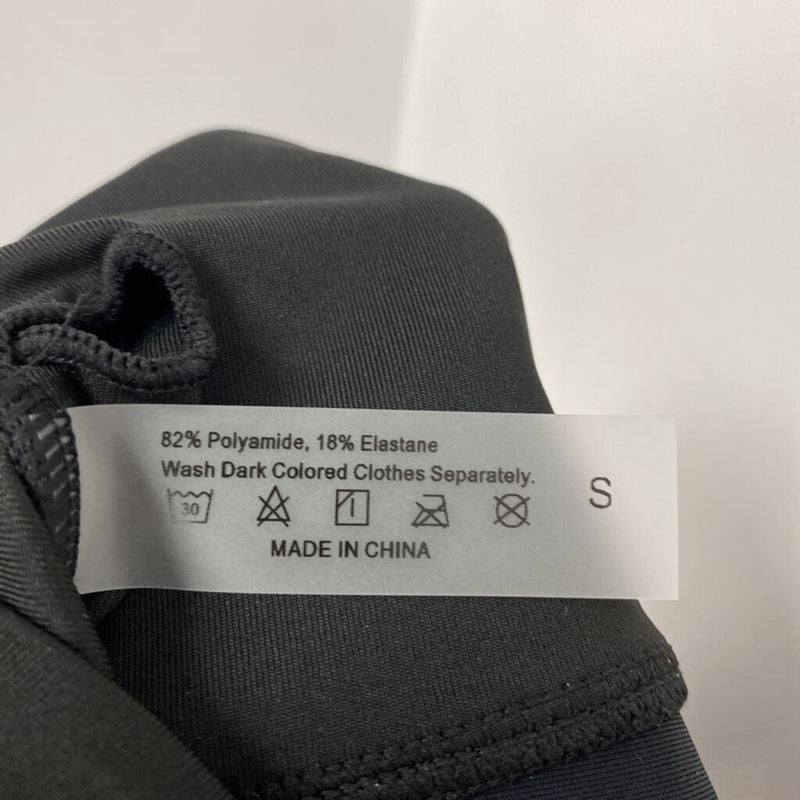 82% Polyamide, 18% Elastane
Wash Dark Colored Clothes Separately.
30
S
MADE IN CHINA